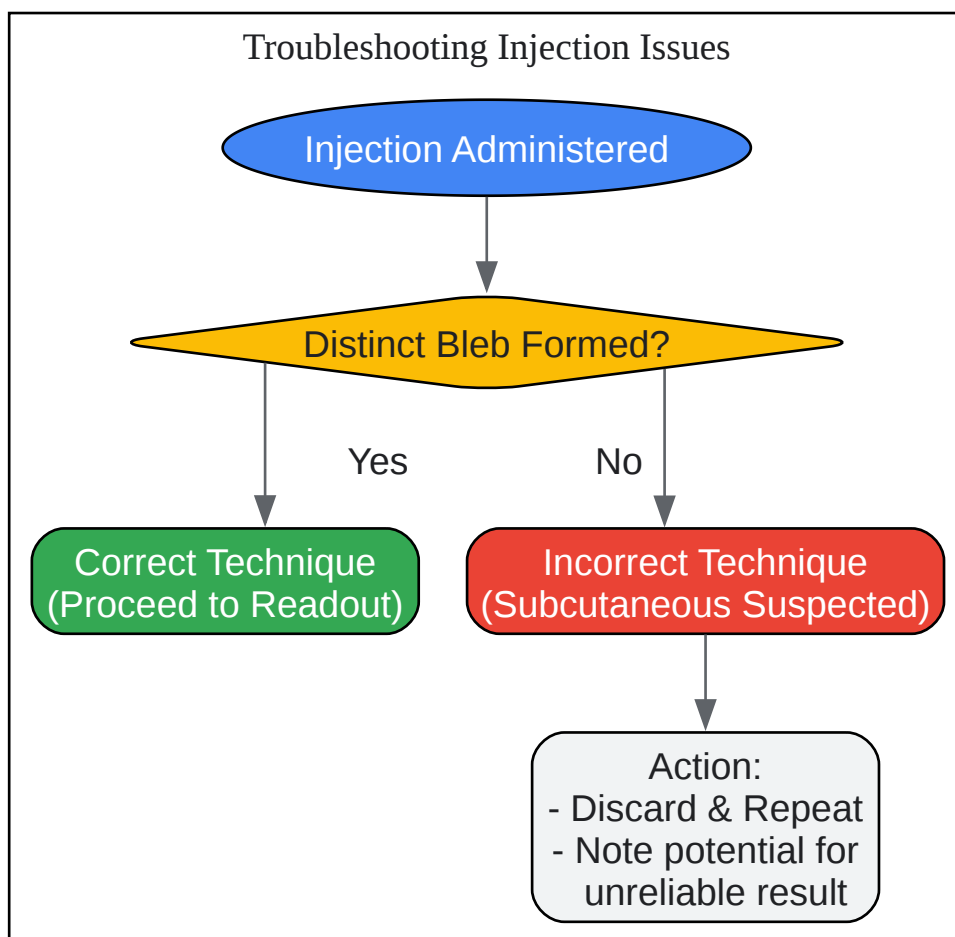 Troubleshooting Injection Issues
Injection Administered
Distinct Bleb Formed?
Yes
No
Correct Technique
(Proceed to Readout)
Incorrect Technique
(Subcutaneous Suspected)
Action:
- Discard & Repeat
- Note potential for
unreliable result